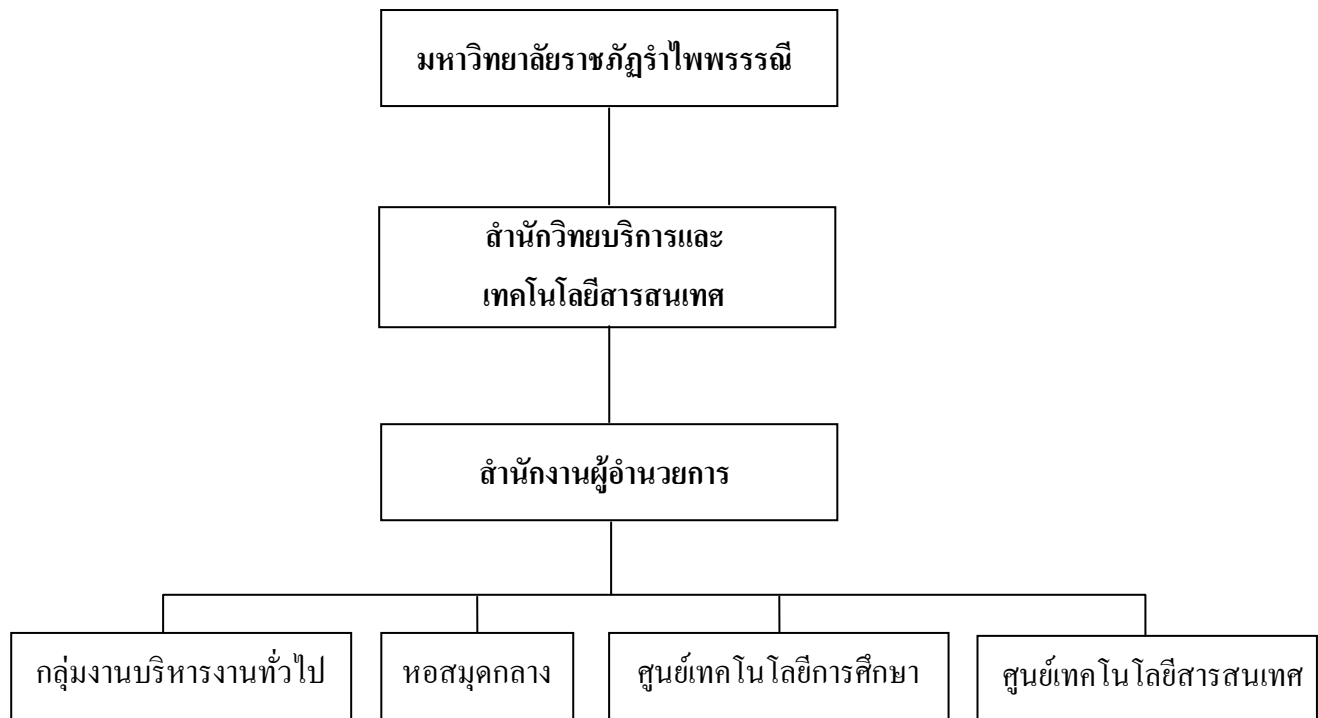 มหาวิทยาลัยราชภัฏรำไพพรรณี
สำนักวิทยบริการและ
เทคโนโลยีสารสนเทศ
สำนักงานผู้อำนวยการ
กลุ่มงานบริหารงานทั่วไป
หอสมุดกลาง
ศูนย์เทคโนโลยีการศึกษา
ศูนย์เทคโนโลยีสารสนเทศ